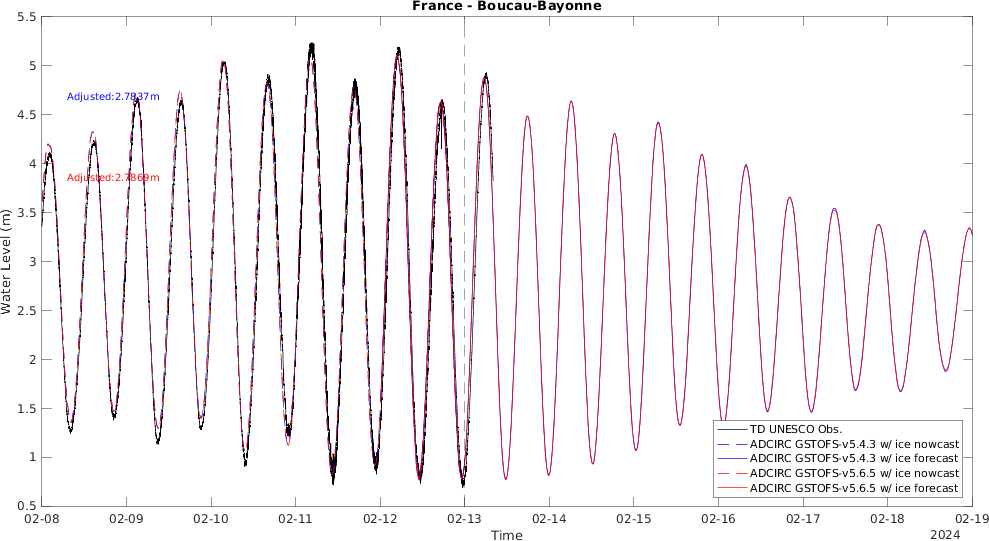 France - Boucau-Bayonne
5.5
5
4.5
4
3.5
3
2.5
2
1.5
1
0.5
Water Level (m)
Adjusted:2.7837m
Adjusted:2.7869m
TD UNESCO Obs.
ADCIRC GSTOFS-v5.4.3 w/ ice nowcast
ADCIRC GSTOFS-v5.4.3 w/ ice forecast
ADCIRC GSTOFS-v5.6.5 w/ ice nowcast
ADCIRC GSTOFS-v5.6.5 w/ ice forecast
02-08 02-09 02-10 02-11 02-12 02-13 02-14 02-15 02-16 02-17 02-18 02-19
Time
2024